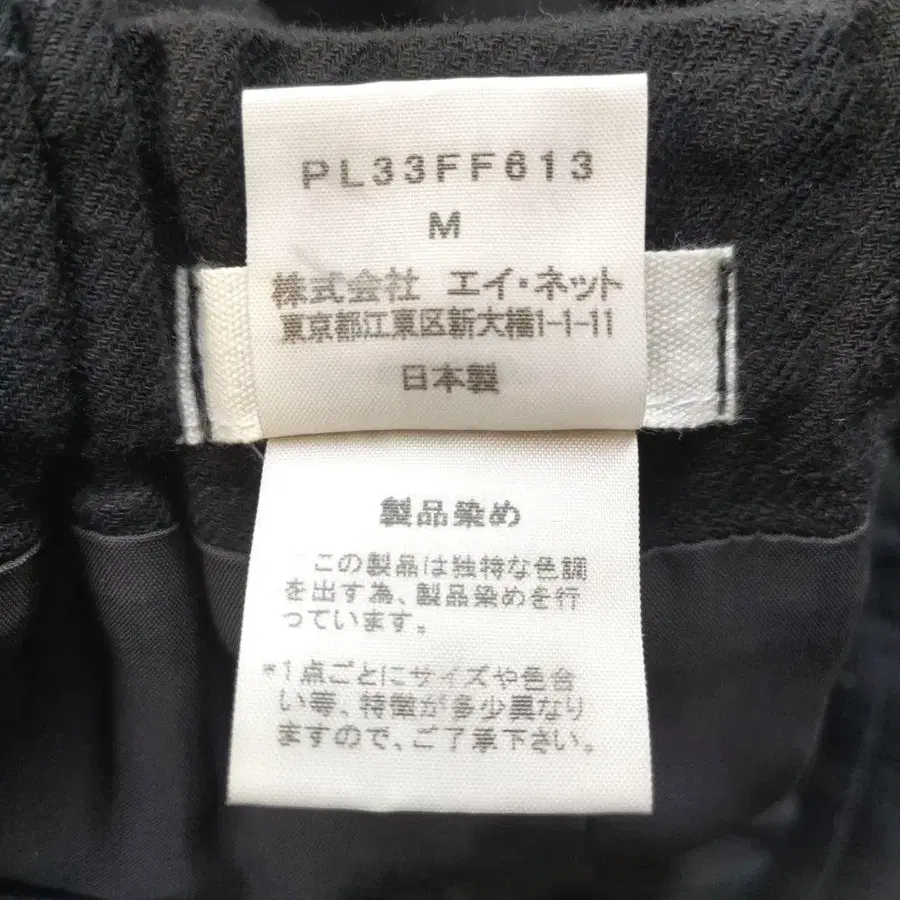 PL33FF613
M
株式会社 エイ・ネット
東京都江東区新大橋1-1-11
日本製
製品染め
この製品は独特な色調
を出す為、製品染めを行
っています。
*1点ごとにサイズや色合
い等、特徴が多少異なり
ますので、ご了承下さい。